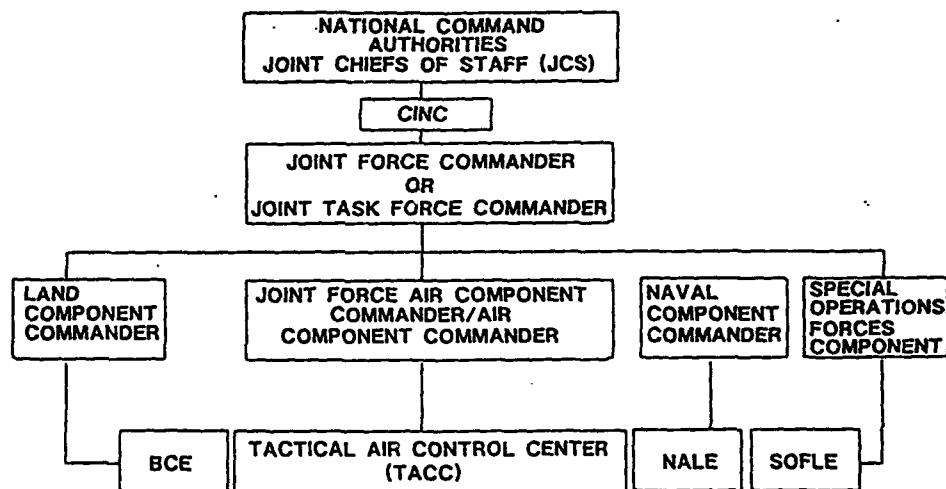 NATIONAL COMMAND
AUTHORITIES
JOINT CHIEFS OF STAFF (JCS)
CINC
JOINT FORCE COMMANDER
OR
JOINT TASK FORCE COMMANDER
LAND
COMPONENT
COMMANDER
JOINT FORCE AIR COMPONENT
COMMANDER/AIR
COMPONENT COMMANDER
NAVAL
COMPONENT
COMMANDER
SPECIAL
OPERATIONS
FORCES
COMPONENT
BCE
TACTICAL AIR CONTROL CENTER
(TACC)
NALE
SOFLE